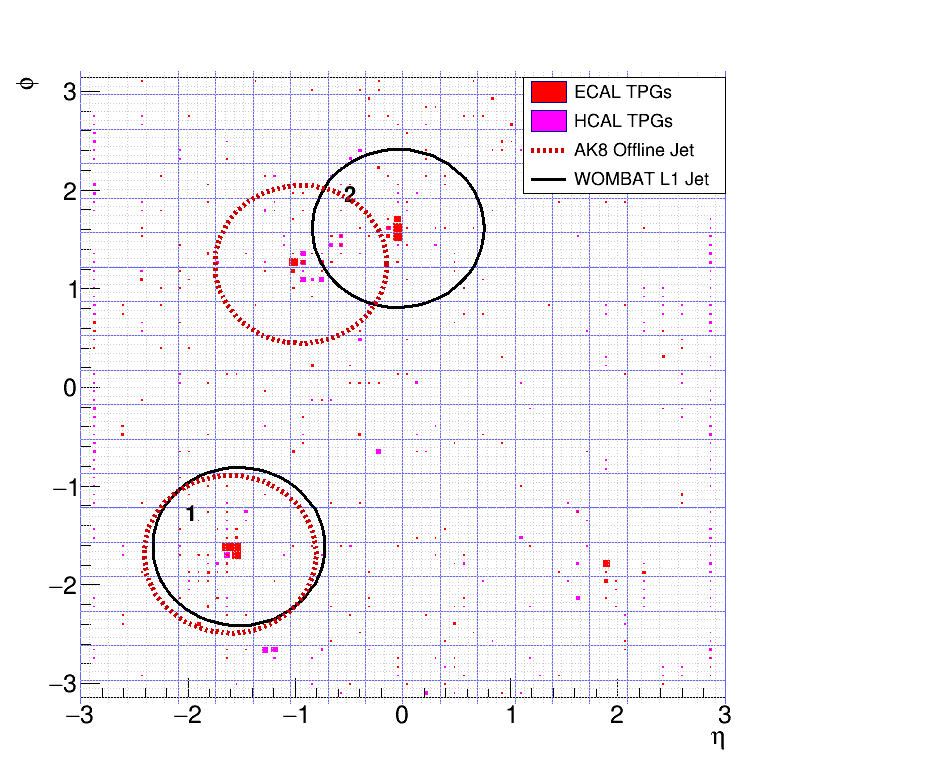 ϕ
3
2
1
0
−1
−2
−3
ECAL TPGs
HCAL TPGs
AK8 Offline Jet
WOMBAT L1 Jet
2
1
−3 −2 −1 0 1 2 3
η